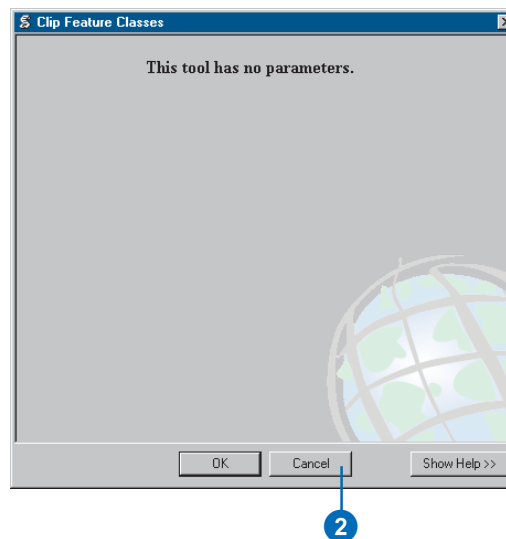 Clip Feature Classes
This tool has no parameters.
OK Cancel Show Help >>
2